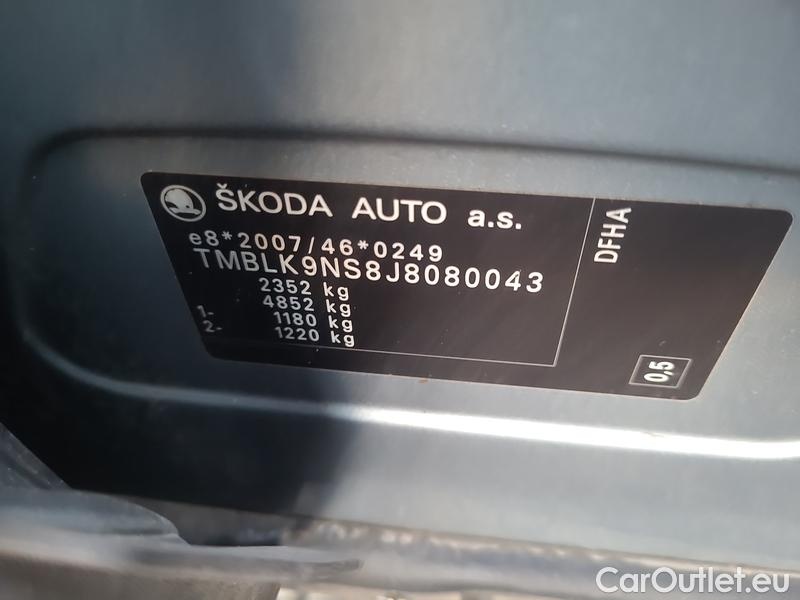 ŠKODA AUTO a.s.
e8*2007/46*0249
TMBLK9NS8J8080043
2352 kg
4852 kg
1- 1180 kg
2- 1220 kg
DFHA
0,5
CarOutlet.eu